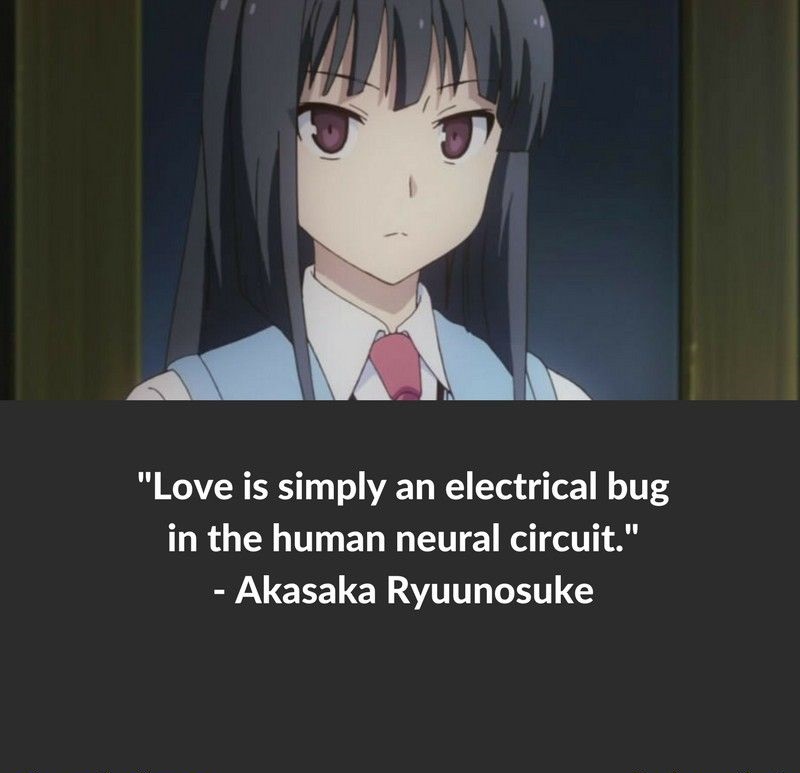 "Love is simply an electrical bug
in the human neural circuit."
- Akasaka Ryuunosuke